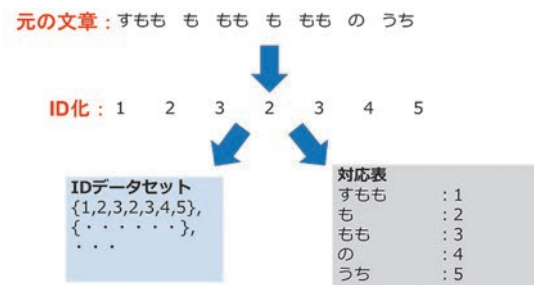 元の文章：すもも も もも も もも の うち
ID化：1 2 3 2 3 4 5
IDデータセット
{1,2,3,2,3,4,5},
{・・・・・・},
・・・
対応表
すもも :1
も :2
もも :3
の :4
うち :5